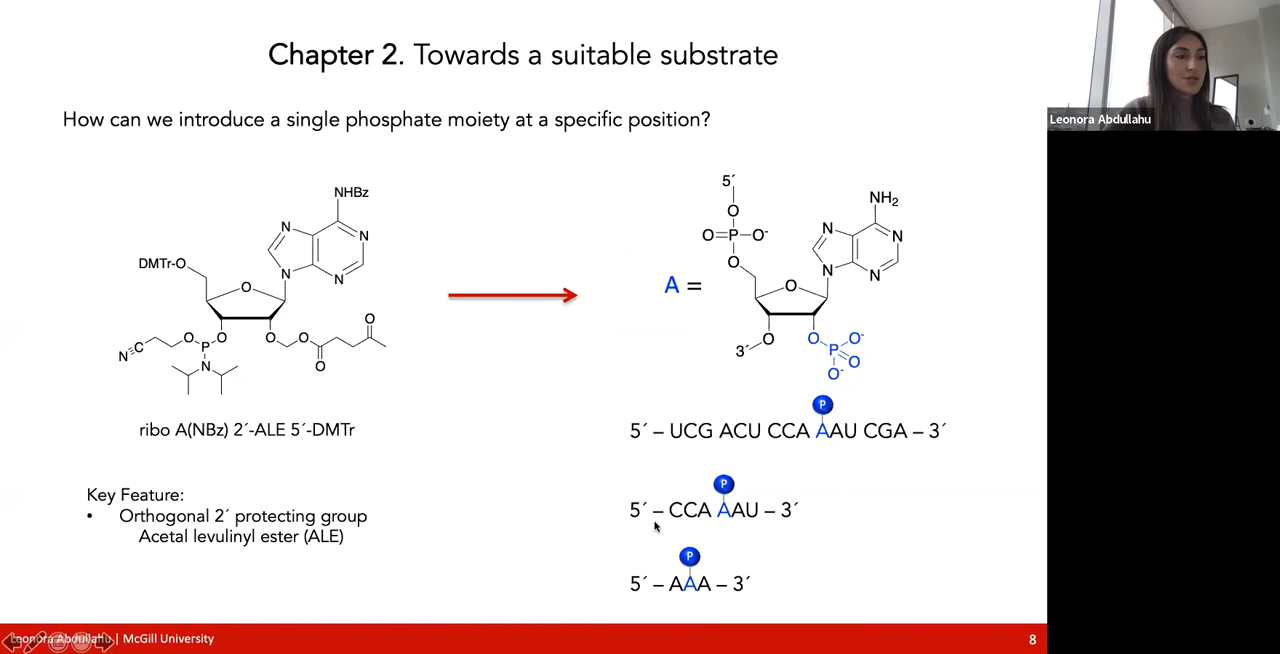 Chapter 2. Towards a suitable substrate
Leonora Abdullahu
How can we introduce a single phosphate moiety at a specific position?
NHBz
N
N
N
N
DMTr-O
O
O
O
P
O
O
O
O
N
N≡C
ribo A(NBz) 2´-ALE 5´-DMTr
Key Feature:
• Orthogonal 2´ protecting group
Acetal levulinyl ester (ALE)
5´
O
O=P–O-
O
NH2
N
N
N
N
A =
O
3´
O
O
P
O-
O
O-
P
5´ – UCG ACU CCA AAU CGA – 3´
P
5´ – CCA AAU – 3´
P
5´ – AAA – 3´
Leonora Abdullahu | McGill University
8